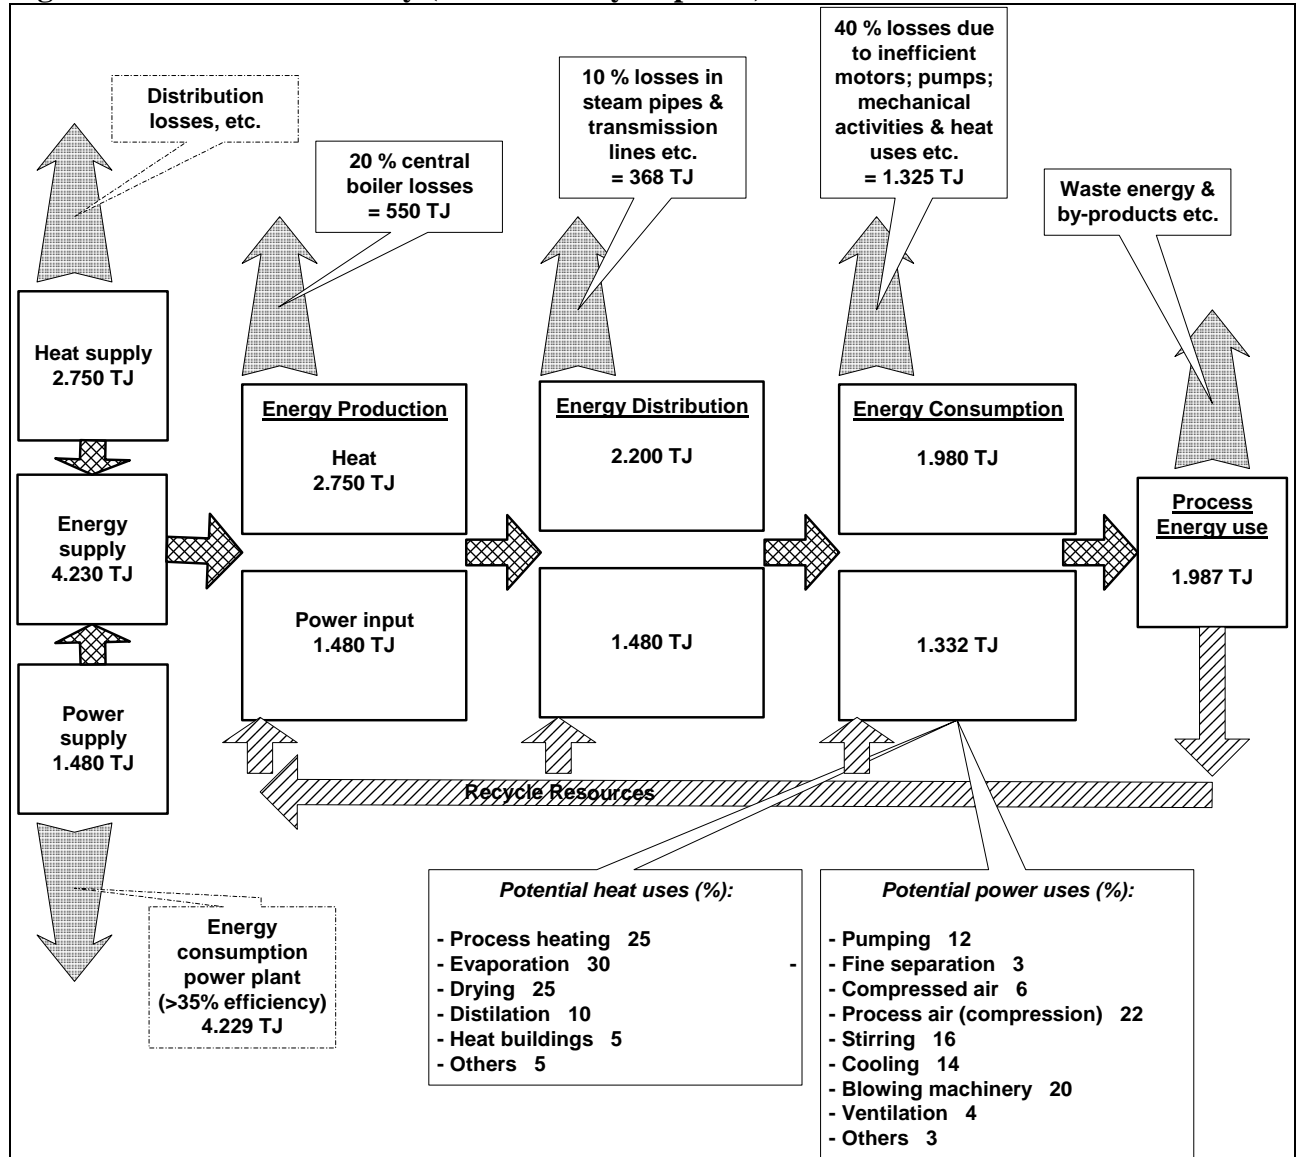 Distribution
losses, etc.
20 % central
boiler losses
= 550 TJ
10 % losses in
steam pipes &
transmission
lines etc.
= 368 TJ
40 % losses due
to inefficient
motors; pumps;
mechanical
activities & heat
uses etc.
= 1.325 TJ
Waste energy &
by-products etc.
Heat supply
2.750 TJ
Energy
supply
4.230 TJ
Power
supply
1.480 TJ
Energy Production
Heat
2.750 TJ
Power input
1.480 TJ
Energy Distribution
2.200 TJ
1.480 TJ
Energy Consumption
1.980 TJ
1.332 TJ
Process
Energy use
1.987 TJ
Recycle Resources
Energy
consumption
power plant
(>35% efficiency)
4.229 TJ
Potential heat uses (%):
- Process heating 25
- Evaporation 30 -
- Drying 25
- Distilation 10
- Heat buildings 5
- Others 5
Potential power uses (%):
- Pumping 12
- Fine separation 3
- Compressed air 6
- Process air (compression) 22
- Stirring 16
- Cooling 14
- Blowing machinery 20
- Ventilation 4
- Others 3